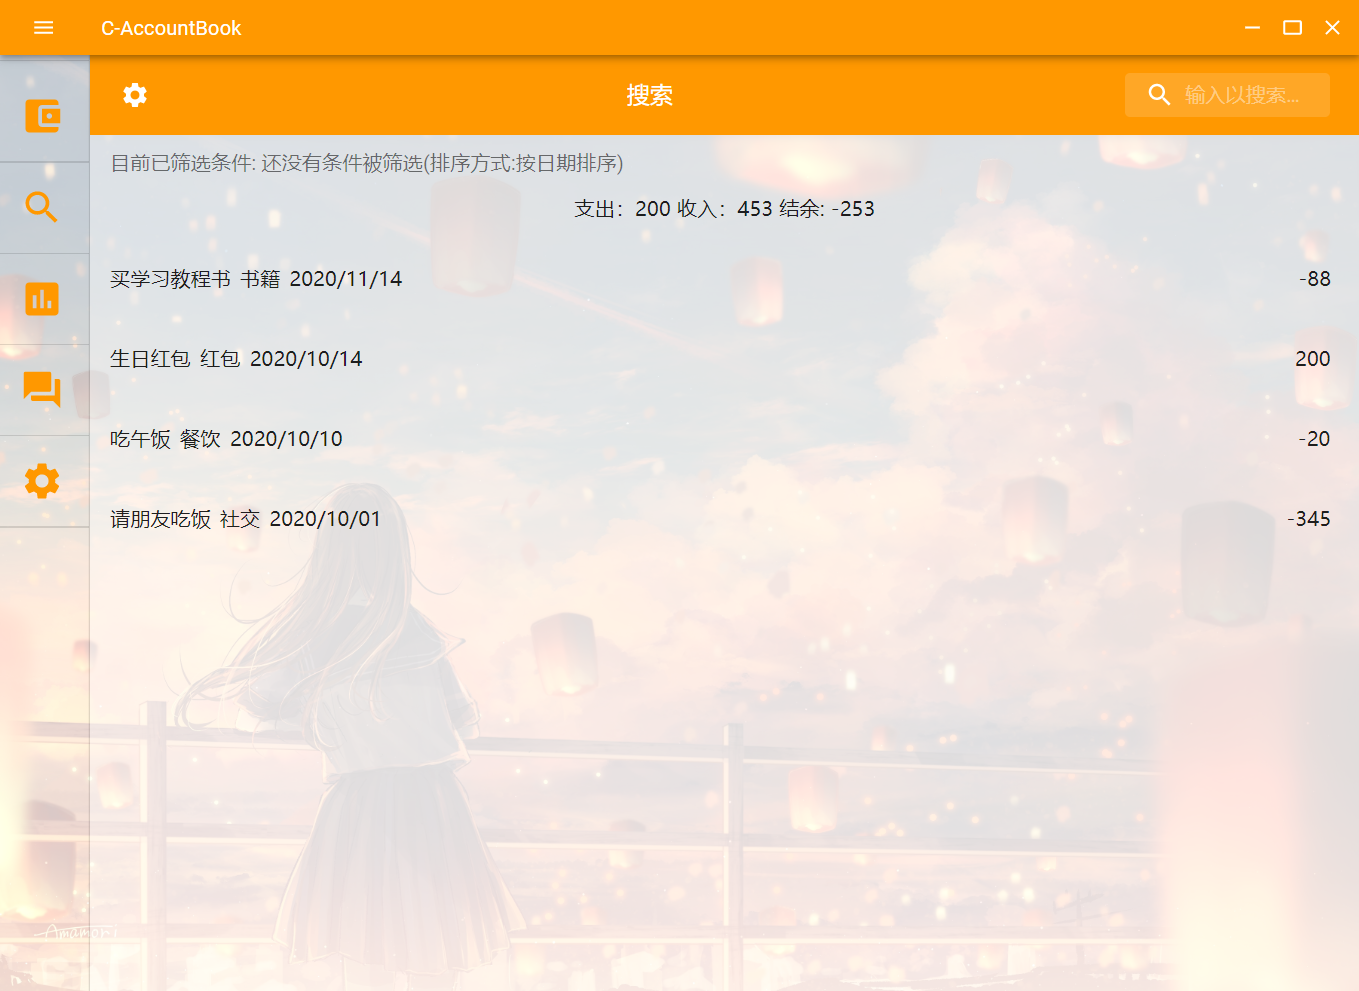 C-AccountBook
搜索
输入以搜索...
目前已筛选条件: 还没有条件被筛选(排序方式:按日期排序)
支出：200 收入：453 结余: -253
买学习教程书 书籍 2020/11/14 -88
生日红包 红包 2020/10/14 200
吃午饭 餐饮 2020/10/10 -20
请朋友吃饭 社交 2020/10/01 -345
Amamori